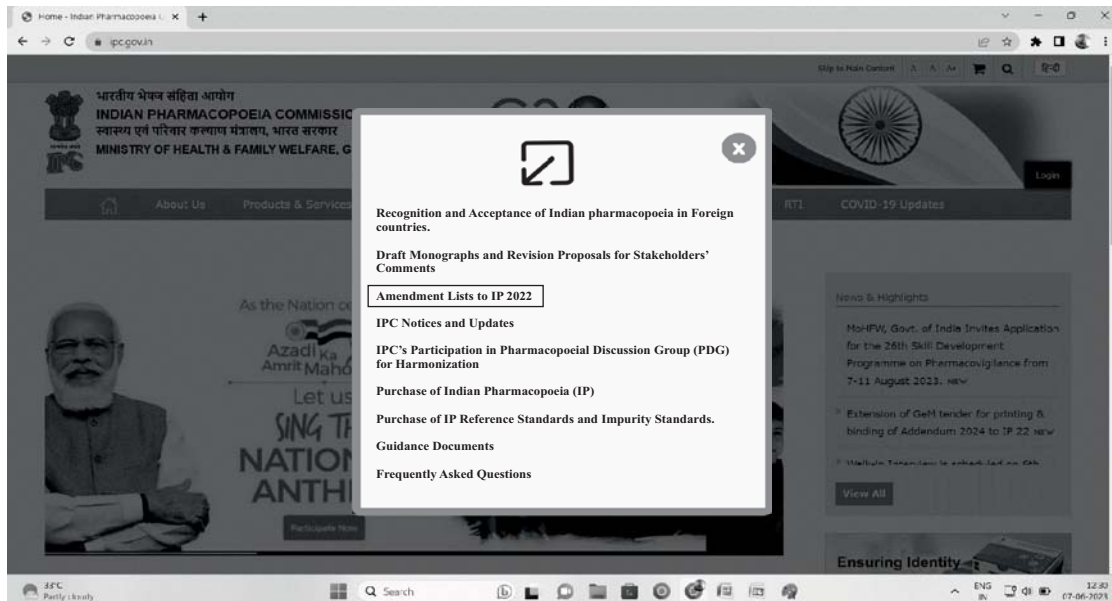 Home - Indian Pharmacopoeia
ipc.gov.in
Skip to Main Content A A A+ हिन्दी
भारतीय भेषज संहिता आयोग
INDIAN PHARMACOPOEIA COMMISSIO
स्वास्थ्य एवं परिवार कल्याण मंत्रालय, भारत सरकार
MINISTRY OF HEALTH & FAMILY WELFARE, G
IPC
Login
About Us Products & Services RTI COVID-19 Updates
Recognition and Acceptance of Indian pharmacopoeia in Foreign
countries.
Draft Monographs and Revision Proposals for Stakeholders’
Comments
Amendment Lists to IP 2022
IPC Notices and Updates
IPC’s Participation in Pharmacopoeial Discussion Group (PDG)
for Harmonization
Purchase of Indian Pharmacopoeia (IP)
Purchase of IP Reference Standards and Impurity Standards.
Guidance Documents
Frequently Asked Questions
As the Nation ce
Azadi Ka
Amrit Maho
Let us
SING TH
NATION
ANTHE
Participate Now
News & Highlights
MoHFW, Govt. of India Invites Application
for the 26th Skill Development
Programme on Pharmacovigilance from
7-11 August 2023. NEW
Extension of GeM tender for printing &
binding of Addendum 2024 to IP 22 NEW
View All
Ensuring Identity
33°C
Partly cloudy
Search
ENG
IN
12:30
07-06-2023